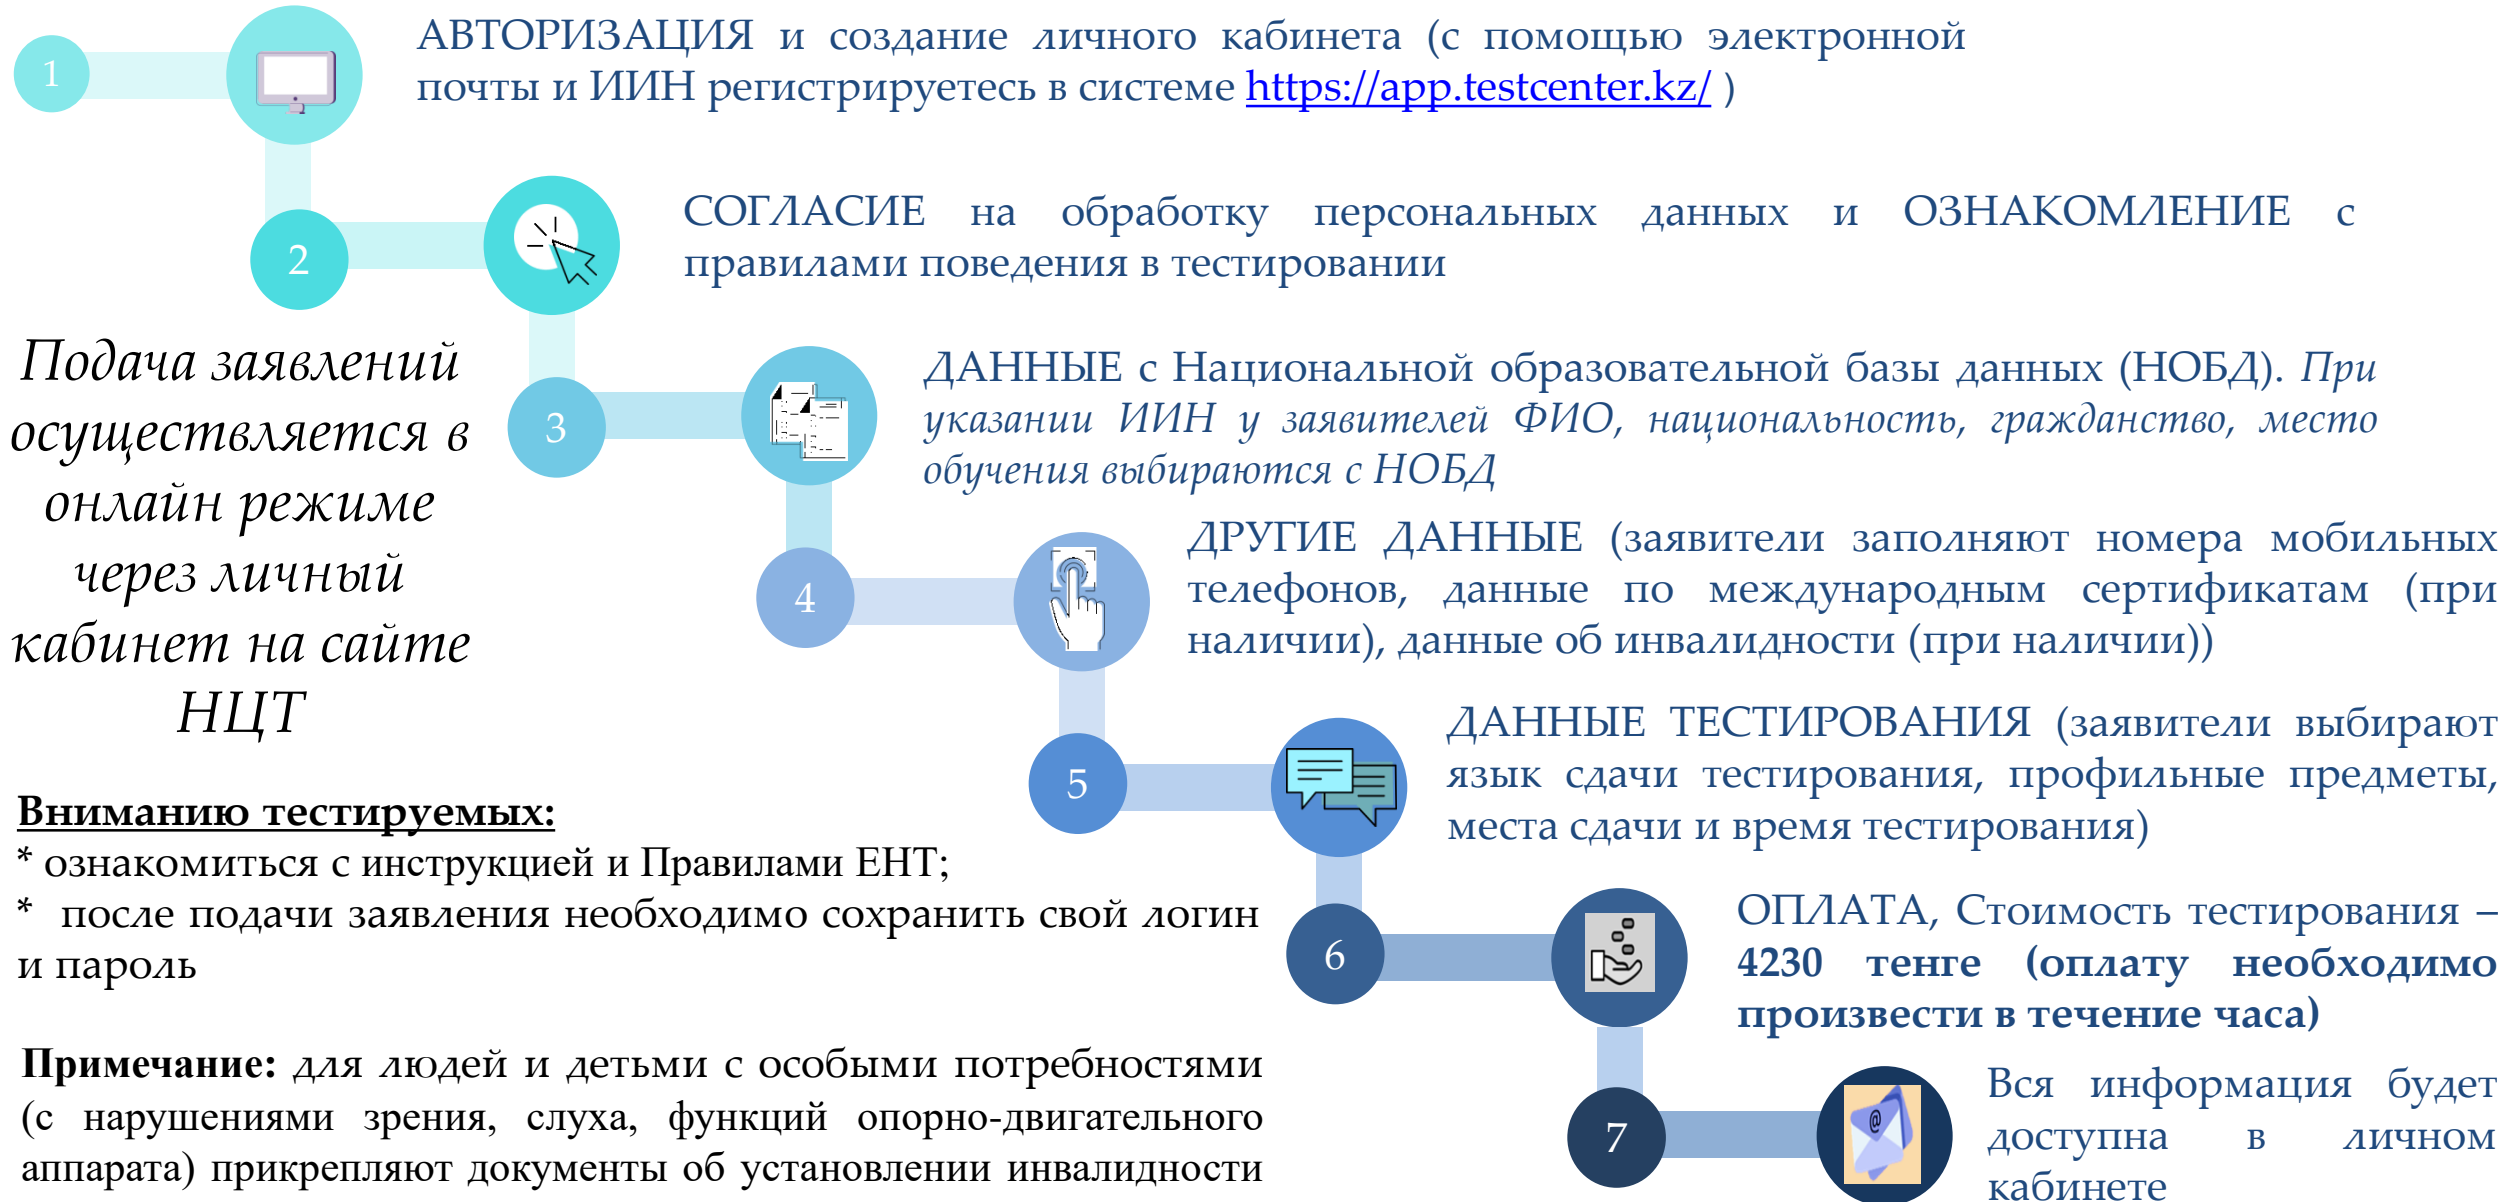 1
АВТОРИЗАЦИЯ и создание личного кабинета (с помощью электронной
почты и ИИН регистрируетесь в системе https://app.testcenter.kz/ )
2
СОГЛАСИЕ на обработку персональных данных и ОЗНАКОМЛЕНИЕ с
правилами поведения в тестировании
3
ДАННЫЕ с Национальной образовательной базы данных (НОБД). При
указании ИИН у заявителей ФИО, национальность, гражданство, место
обучения выбираются с НОБД
4
ДРУГИЕ ДАННЫЕ (заявители заполняют номера мобильных
телефонов, данные по международным сертификатам (при
наличии), данные об инвалидности (при наличии))
5
ДАННЫЕ ТЕСТИРОВАНИЯ (заявители выбирают
язык сдачи тестирования, профильные предметы,
места сдачи и время тестирования)
6
ОПЛАТА, Стоимость тестирования –
4230 тенге (оплату необходимо
произвести в течение часа)
7
@
Вся информация будет
доступна в личном
кабинете
Подача заявлений
осуществляется в
онлайн режиме
через личный
кабинет на сайте
НЦТ
Вниманию тестируемых:
* ознакомиться с инструкцией и Правилами ЕНТ;
* после подачи заявления необходимо сохранить свой логин
и пароль
Примечание: для людей и детьми с особыми потребностями
(с нарушениями зрения, слуха, функций опорно-двигательного
аппарата) прикрепляют документы об установлении инвалидности